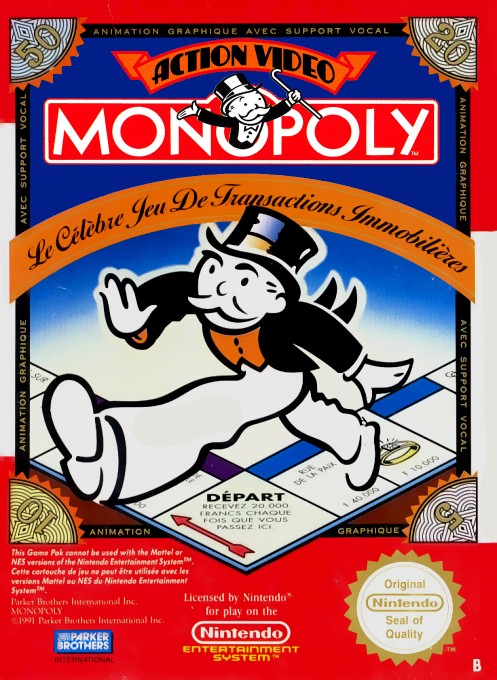 ANIMATION GRAPHIQUE AVEC SUPPORT VOCAL
50
20
ACTION VIDEO
MONOPOLY
AVEC SUPPORT VOCAL
ANIMATION GRAPHIQUE
Le Célèbre Jeu De Transactions Immobilières
ANIMATION GRAPHIQUE
AVEC SUPPORT VOCAL
SUR
RUE
DE LA PAIX
F 40.000
F 10.000
DÉPART
RECEVEZ 20.000
FRANCS CHAQUE
FOIS QUE VOUS
PASSEZ ICI.
10
5
ANIMATION
GRAPHIQUE
This Game Pak cannot be used with the Mattel or
NES versions of the Nintendo Entertainment System™.
Cette cartouche de jeu ne peut être utilisée avec les
versions Mattel ou NES du Nintendo Entertainment
System™.
Parker Brothers International Inc.
MONOPOLY
©1991 Parker Brothers International Inc.
PARKER
BROTHERS
INTERNATIONAL
Licensed by Nintendo®
for play on the
Nintendo
ENTERTAINMENT
SYSTEM™
Original
Nintendo
Seal of
Quality
TM
B